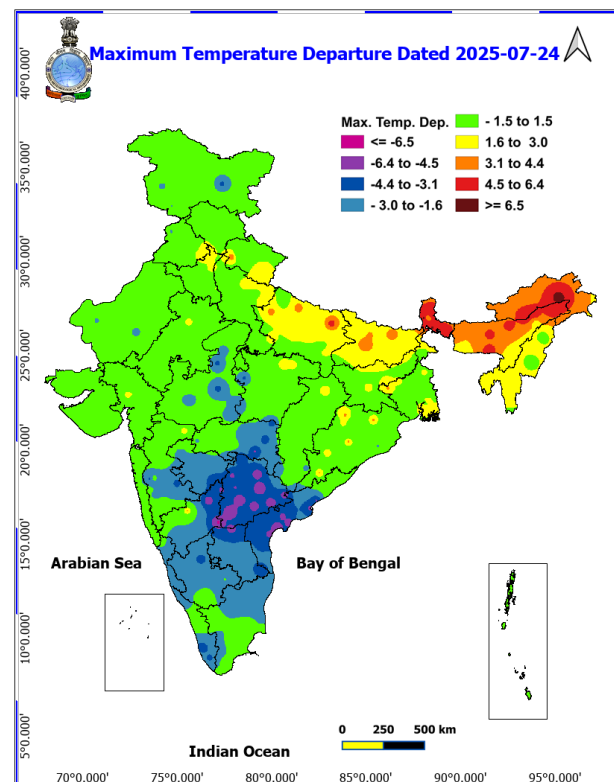 Maximum Temperature Departure Dated 2025-07-24
Max. Temp. Dep.
<= -6.5
-6.4 to -4.5
-4.4 to -3.1
- 3.0 to -1.6
- 1.5 to 1.5
1.6 to 3.0
3.1 to 4.4
4.5 to 6.4
>= 6.5
40°0.000'
35°0.000'
30°0.000'
25°0.000'
20°0.000'
15°0.000'
10°0.000'
5°0.000'
Arabian Sea
Bay of Bengal
Indian Ocean
0 250 500 km
70°0.000' 75°0.000' 80°0.000' 85°0.000' 90°0.000' 95°0.000'